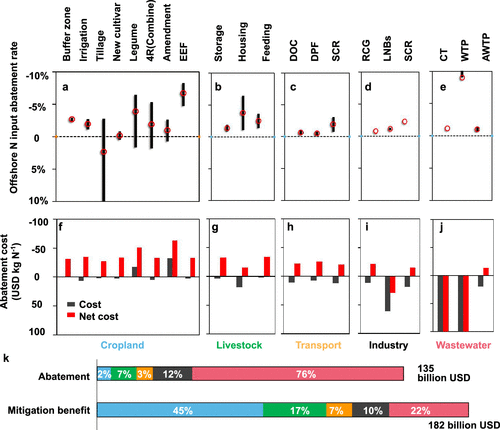 Buffer zone
Irrigation
Tillage
New cultivar
Legume
4R(Combine)
Amendment
EEF
Storage
Housing
Feeding
DOC
DPF
SCR
RCG
LNBs
SCR
CT
WTP
AWTP
Offshore N input abatement rate
-10%
-5%
0
5%
10%
a
b
c
d
e
Abatement cost
(USD kg N⁻¹)
-100
-50
0
50
100
f
g
h
i
j
Cost
Net cost
Cropland
Livestock
Transport
Industry
Wastewater
k
Abatement
2%
7%
3%
12%
76%
135
billion USD
Mitigation benefit
45%
17%
7%
10%
22%
182 billion USD